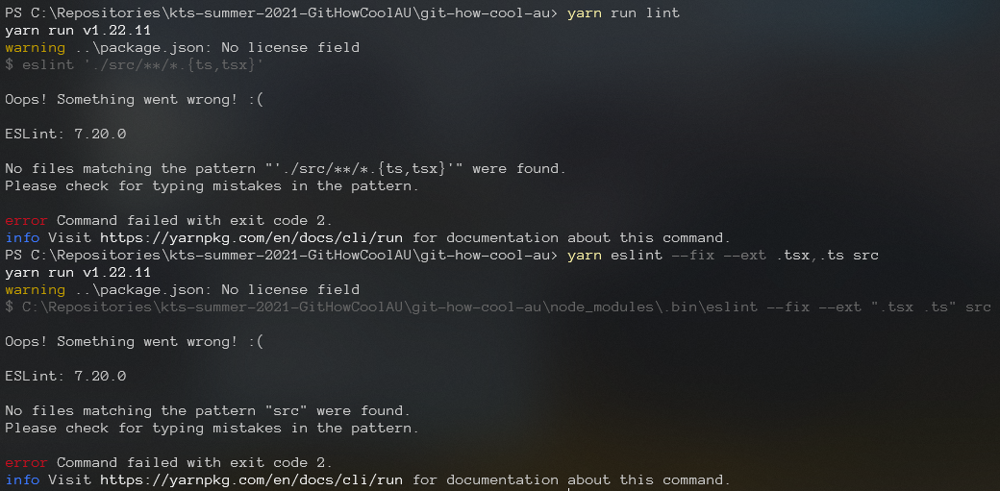 PS C:\Repositories\kts-summer-2021-GitHowCoolAU\git-how-cool-au> yarn run lint
yarn run v1.22.11
warning ..\package.json: No license field
$ eslint './src/**/*.{ts,tsx}'
Oops! Something went wrong! :(
ESLint: 7.20.0
No files matching the pattern "'./src/**/*.{ts,tsx}'" were found.
Please check for typing mistakes in the pattern.
error Command failed with exit code 2.
info Visit https://yarnpkg.com/en/docs/cli/run for documentation about this command.
PS C:\Repositories\kts-summer-2021-GitHowCoolAU\git-how-cool-au> yarn eslint --fix --ext .tsx,.ts src
yarn run v1.22.11
warning ..\package.json: No license field
$ C:\Repositories\kts-summer-2021-GitHowCoolAU\git-how-cool-au\node_modules\.bin\eslint --fix --ext ".tsx .ts" src
Oops! Something went wrong! :(
ESLint: 7.20.0
No files matching the pattern "src" were found.
Please check for typing mistakes in the pattern.
error Command failed with exit code 2.
info Visit https://yarnpkg.com/en/docs/cli/run for documentation about this command.